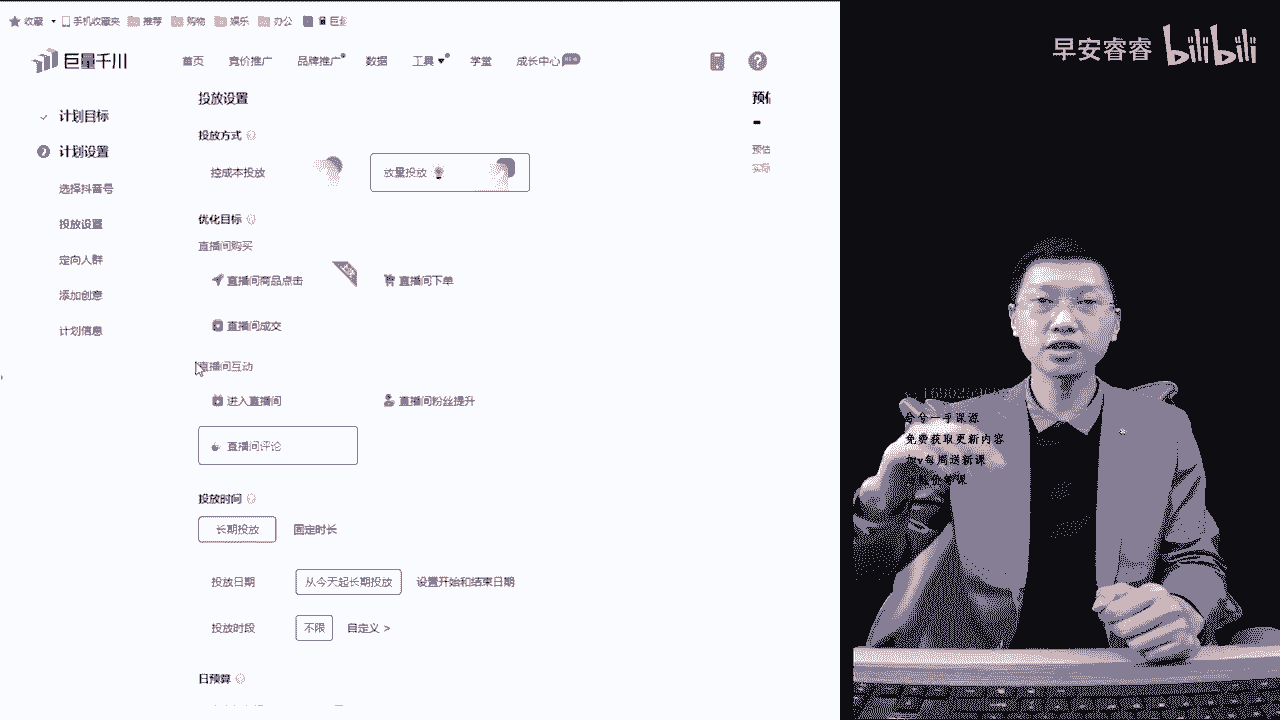 收藏 手机收藏夹 推荐 购物 娱乐 办公
早安睿睿 bilibili
巨量千川 首页 竞价推广 品牌推广 数据 工具 学堂 成长中心
投放设置
计划目标
计划设置
投放方式
预估
控成本投放 放量投放
实际
选择抖音号
优化目标
投放设置
直播间购买
定向人群
直播间商品点击 直播间下单
添加创意
直播间成交
计划信息
直播间互动
进入直播间 直播间粉丝提升
一手课源
免费获取更新内容
直播间评论
每周送新课
投放时间
长期投放 固定时长
投放日期 从今天起长期投放 设置开始和结束日期
投放时段 不限 自定义 >
日预算